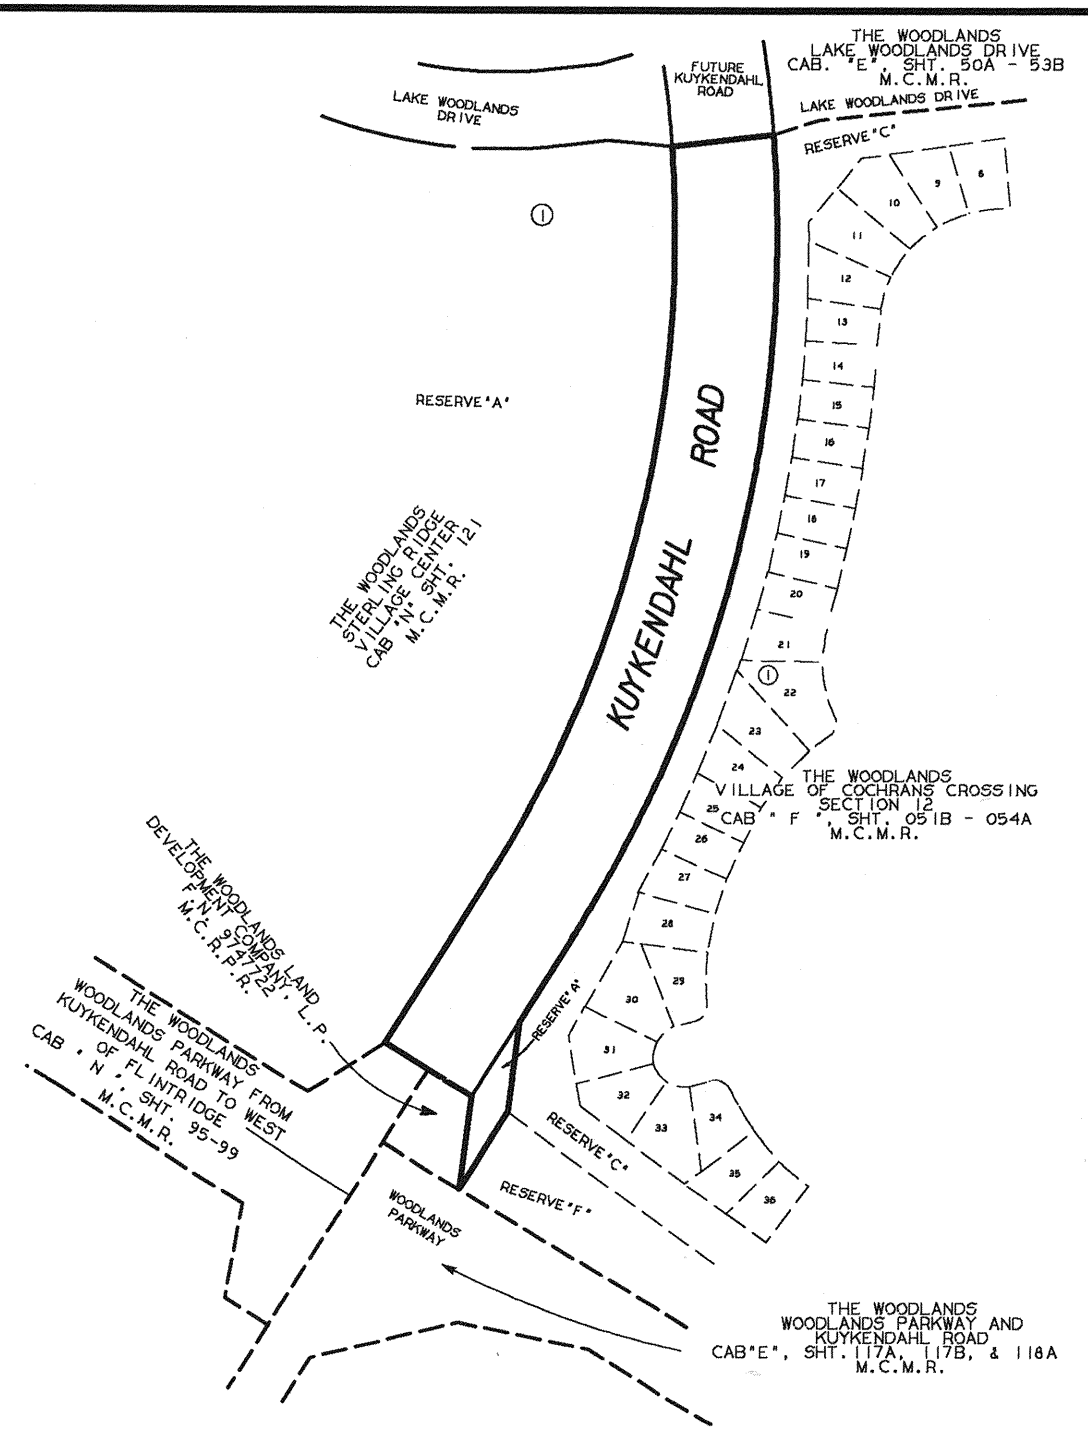 THE WOODLANDS
LAKE WOODLANDS DRIVE
CAB. "E", SHT. 50A - 53B
M.C.M.R.
FUTURE
KUYKENDAHL
ROAD
LAKE WOODLANDS
DRIVE
LAKE WOODLANDS DRIVE
RESERVE "C"
8
9
10
11
12
13
14
15
16
17
18
19
20
21
1
22
23
24
25
26
27
28
29
30
31
32
33
34
35
36
1
RESERVE "A"
KUYKENDAHL ROAD
THE WOODLANDS
STERLING RIDGE
VILLAGE CENTER
CAB "N" SHT. 121
M.C.M.R.
THE WOODLANDS
VILLAGE OF COCHRANS CROSSING
SECTION 12
CAB " F ", SHT. 051B - 054A
M.C.M.R.
THE WOODLANDS LAND
DEVELOPMENT COMPANY, L.P.
F.N. 9747722
M.C.R.P.R.
THE WOODLANDS
WOODLANDS PARKWAY FROM
KUYKENDAHL ROAD TO WEST
OF FLINTRIDGE
CAB " N ", SHT. 95-99
M.C.M.R.
RESERVE "A"
RESERVE "C"
RESERVE "F"
WOODLANDS
PARKWAY
THE WOODLANDS
WOODLANDS PARKWAY AND
KUYKENDAHL ROAD
CAB"E", SHT. 117A, 117B, & 118A
M.C.M.R.